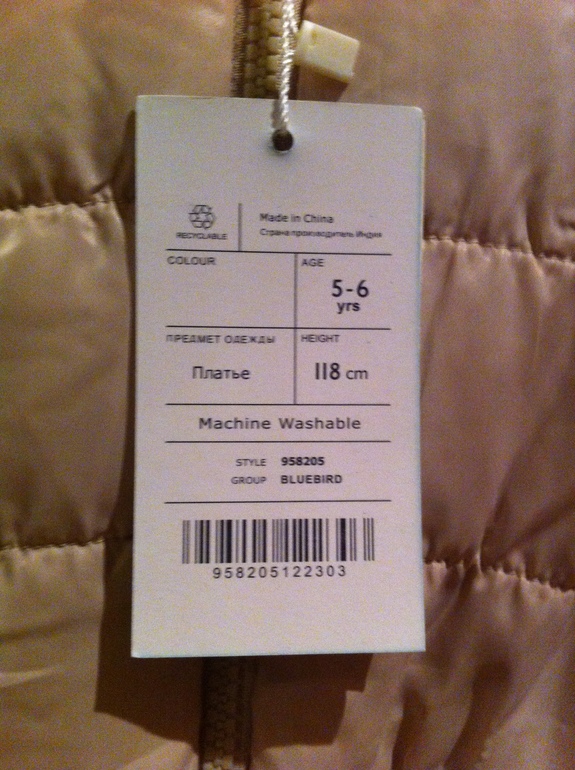 RECYCLABLE
Made in China
Страна производитель Индия
COLOUR
AGE
5-6
yrs
ПРЕДМЕТ ОДЕЖДЫ
Платье
HEIGHT
118 cm
Machine Washable
STYLE 958205
GROUP BLUEBIRD
958205122303